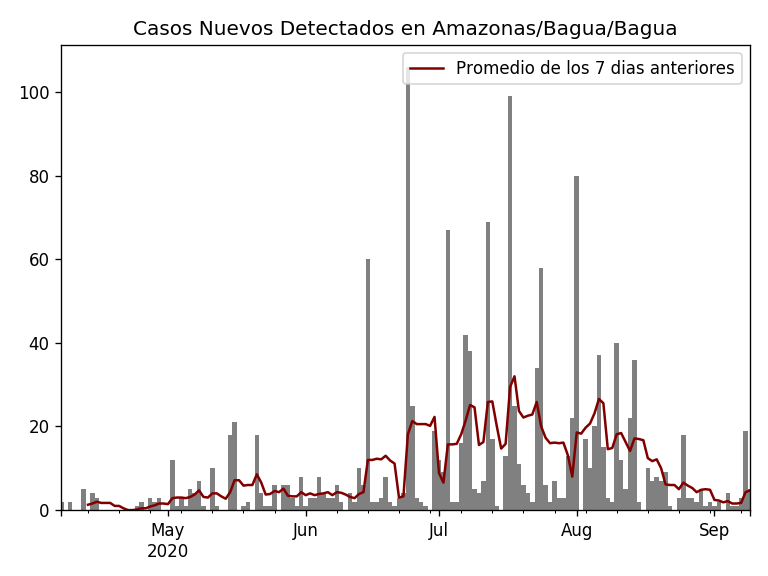 Casos Nuevos Detectados en Amazonas/Bagua/Bagua
Promedio de los 7 dias anteriores
100
80
60
40
20
0
May
2020
Jun
Jul
Aug
Sep